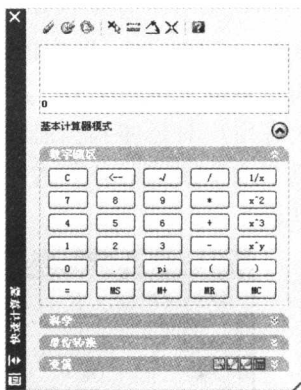 0
基本计算器模式
数字键区
C <-- √ / 1/x
7 8 9 * x^2
4 5 6 + x^3
1 2 3 - x^y
0 . pi ( )
= MS M+ MR MC
科学
单位转换
变量
快速计算器